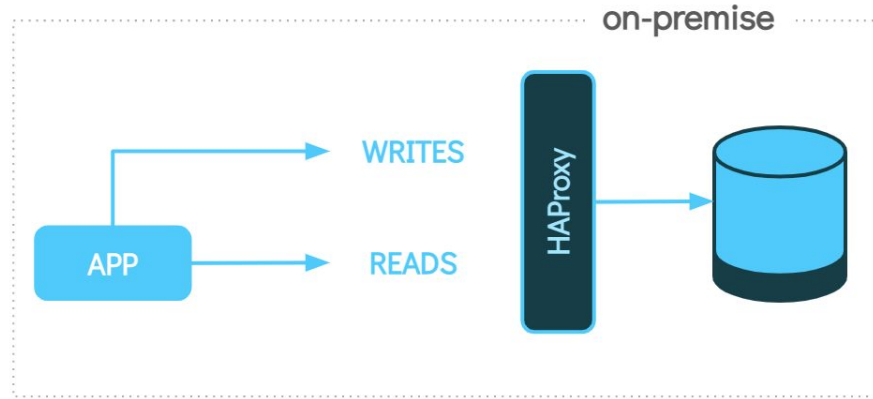 on-premise
WRITES
HAProxy
APP
READS